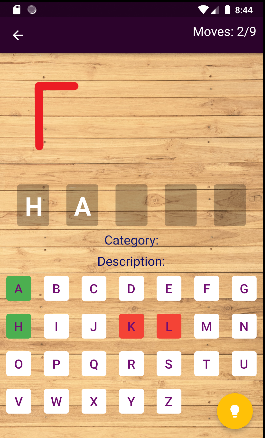 8:44
Moves: 2/9
H A
Category:
Description:
A B C D E F G
H I J K L M N
O P Q R S T U
V W X Y Z